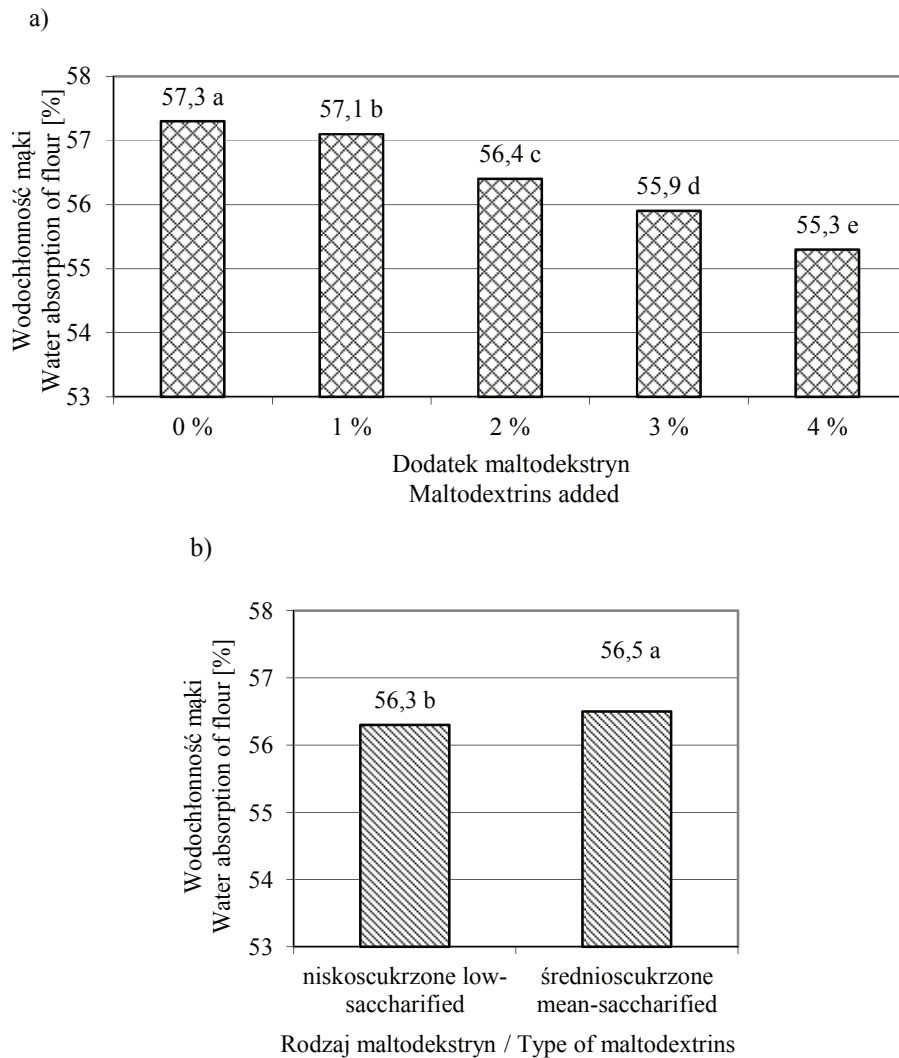 a)
Wodochłonność mąki
Water absorption of flour [%]
58
57
56
55
54
53
57,3 a
57,1 b
56,4 c
55,9 d
55,3 e
0 %
1 %
2 %
3 %
4 %
Dodatek maltodekstryn
Maltodextrins added
b)
Wodochłonność mąki
Water absorption of flour [%]
58
57
56
55
54
53
56,3 b
56,5 a
niskoscukrzone low-
saccharified
średnioscukrzone
mean-saccharified
Rodzaj maltodekstryn / Type of maltodextrins